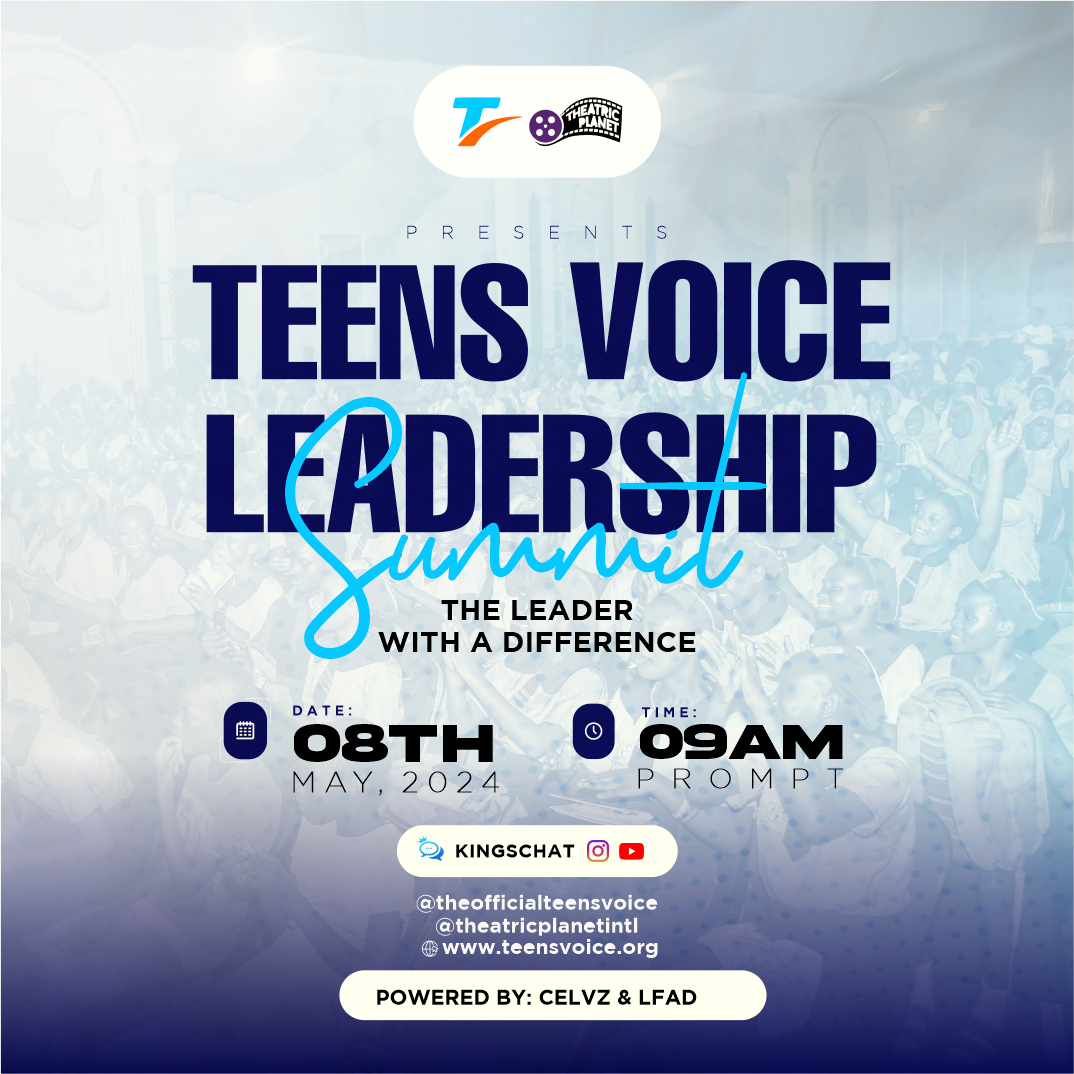 T
THEATRIC
PLANET
PRESENTS
TEENS VOICE
LEADERSHIP
Summit
THE LEADER
WITH A DIFFERENCE
DATE:
08TH
MAY, 2024
TIME:
09AM
PROMPT
KINGSCHAT
@theofficialteensvoice
@theatricplanetintl
www.teensvoice.org
POWERED BY: CELVZ & LFAD